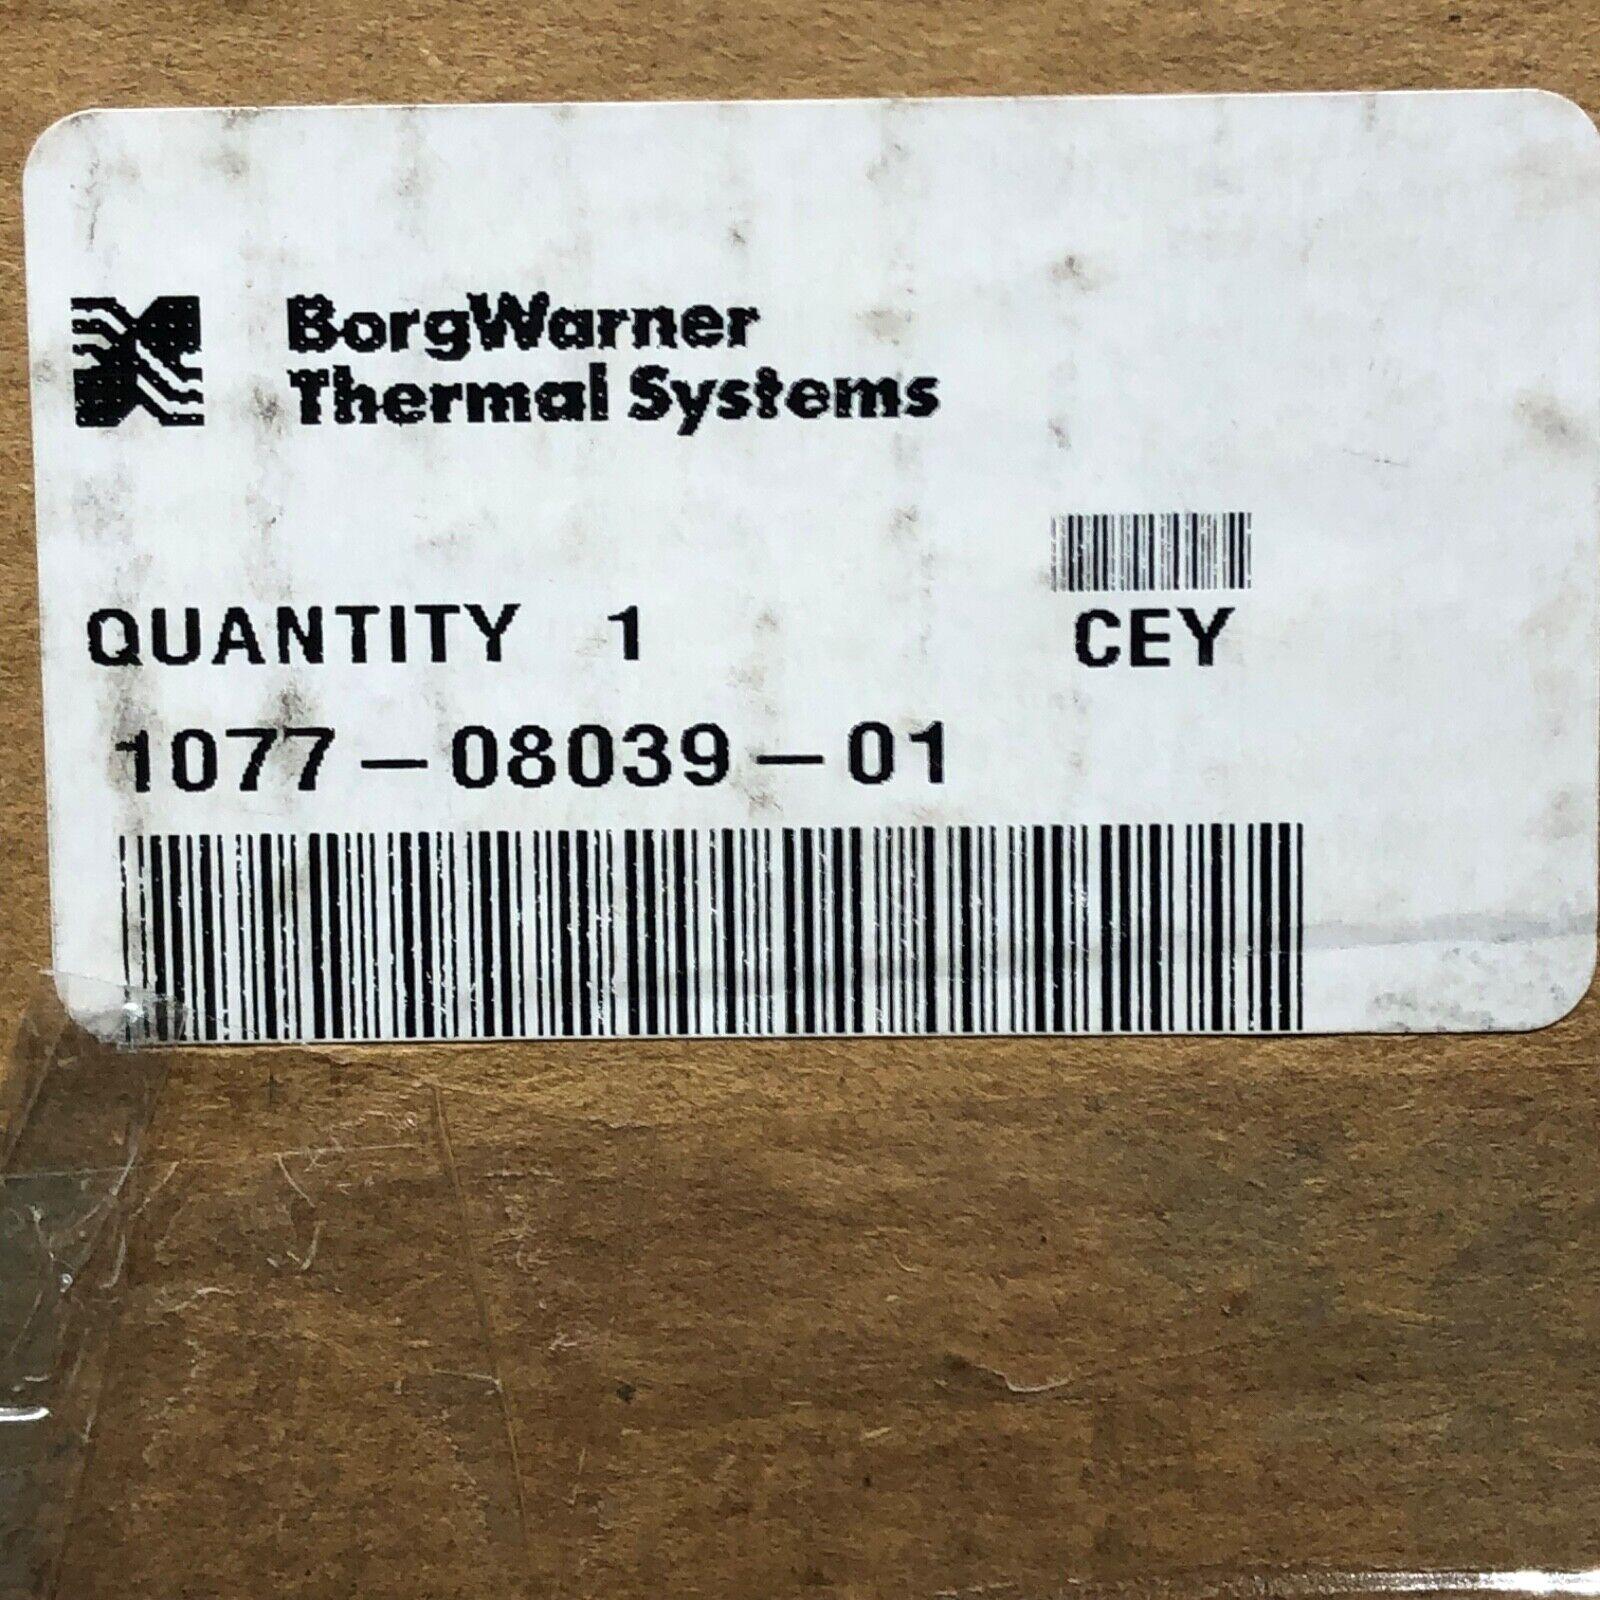 BorgWarner
Thermal Systems
QUANTITY 1
CEY
1077-08039-01